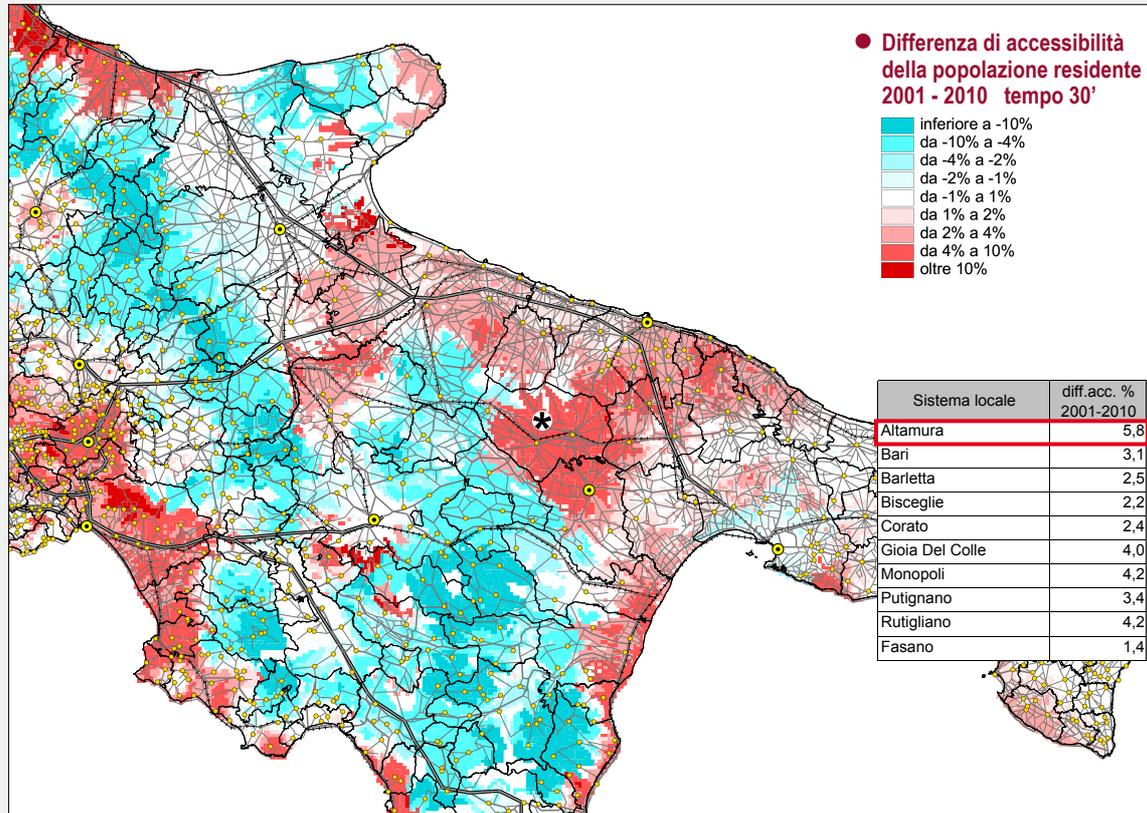 ● Differenza di accessibilità
della popolazione residente
2001 - 2010 tempo 30’
inferiore a -10%
da -10% a -4%
da -4% a -2%
da -2% a -1%
da -1% a 1%
da 1% a 2%
da 2% a 4%
da 4% a 10%
oltre 10%
Sistema locale diff.acc. % 2001-2010
Altamura 5,8
Bari 3,1
Barletta 2,5
Bisceglie 2,2
Corato 2,4
Gioia Del Colle 4,0
Monopoli 4,2
Putignano 3,4
Rutigliano 4,2
Fasano 1,4
*